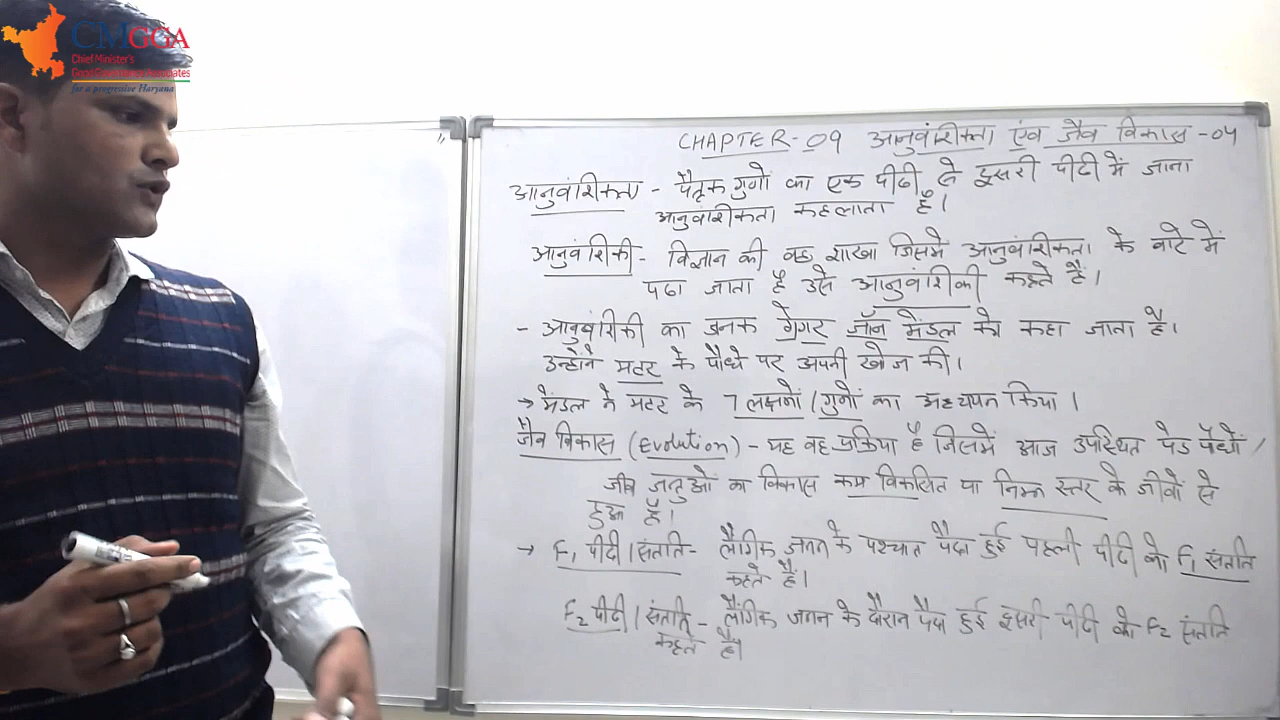 CMGGA
Chief Minister's
Good Governance Associates
for a progressive Haryana
CHAPTER-09 आनुवंशिकता एंव जैव विकास -04
आनुवंशिकता - पैतृक गुणों का एक पीढी से दूसरी पीढी में जाना
आनुवंशिकता कहलाता है।
आनुवंशिकी - विज्ञान की वह शाखा जिसमे आनुवंशिकता के बारे में
पढा जाता है उसे आनुवंशिकी कहते हैं।
- आनुवंशिकी का जनक ग्रेगर जॉन मेंडल को कहा जाता है।
उन्होंने मटर के पौधे पर अपनी खोज की।
→ मैंडल ने मटर के 7 लक्षणों / गुणों का अध्ययन किया।
जैव विकास (Evolution) - यह वह प्रक्रिया है जिसमें आज उपस्थित पेड पौधों /
जीव जन्तुओं का विकास कम विकसित या निम्न स्तर के जीवों से
हुआ है।
→ F₁ पीढी / संतति - लैंगिक जनन के पश्चात पैदा हुई पहली पीढी को F₁ संतति
कहते हैं।
F₂ पीढी / संतति - लैंगिक जनन के दौरान पैदा हुई दूसरी पीढी को F₂ संतति
कहते हैं।